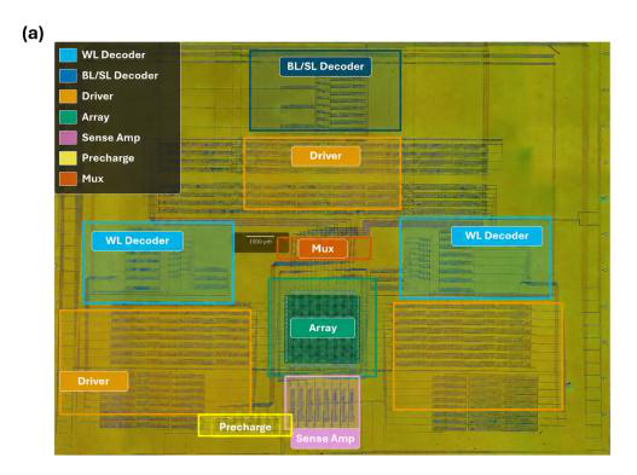 (a)
WL Decoder
BL/SL Decoder
Driver
Array
Sense Amp
Precharge
Mux
BL/SL Decoder
Driver
WL Decoder
WL Decoder
Mux
Array
Driver
Precharge
Sense Amp